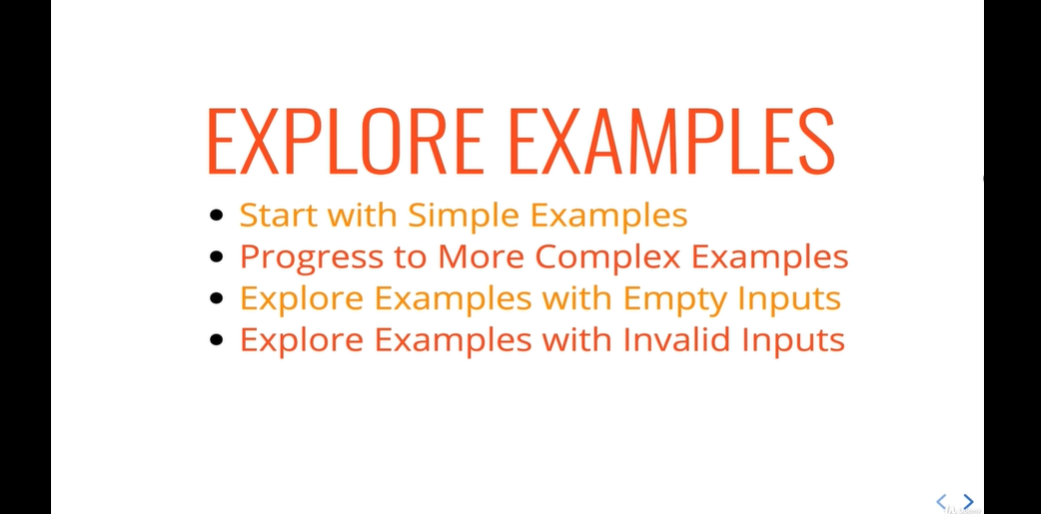 EXPLORE EXAMPLES
Start with Simple Examples
Progress to More Complex Examples
Explore Examples with Empty Inputs
Explore Examples with Invalid Inputs